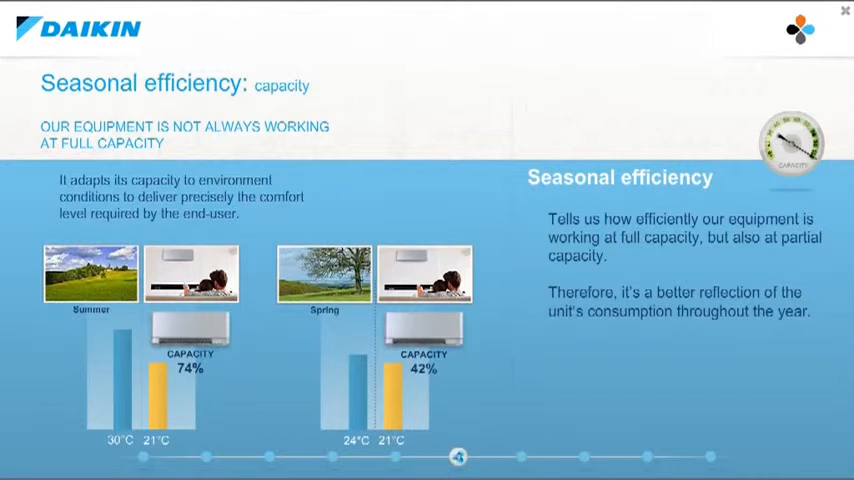 DAIKIN
Seasonal efficiency: capacity
OUR EQUIPMENT IS NOT ALWAYS WORKING
AT FULL CAPACITY
CAPACITY
It adapts its capacity to environment
conditions to deliver precisely the comfort
level required by the end-user.
Summer
CAPACITY
74%
30°C 21°C
Spring
CAPACITY
42%
24°C 21°C
Seasonal efficiency
Tells us how efficiently our equipment is
working at full capacity, but also at partial
capacity.
Therefore, it's a better reflection of the
unit's consumption throughout the year.